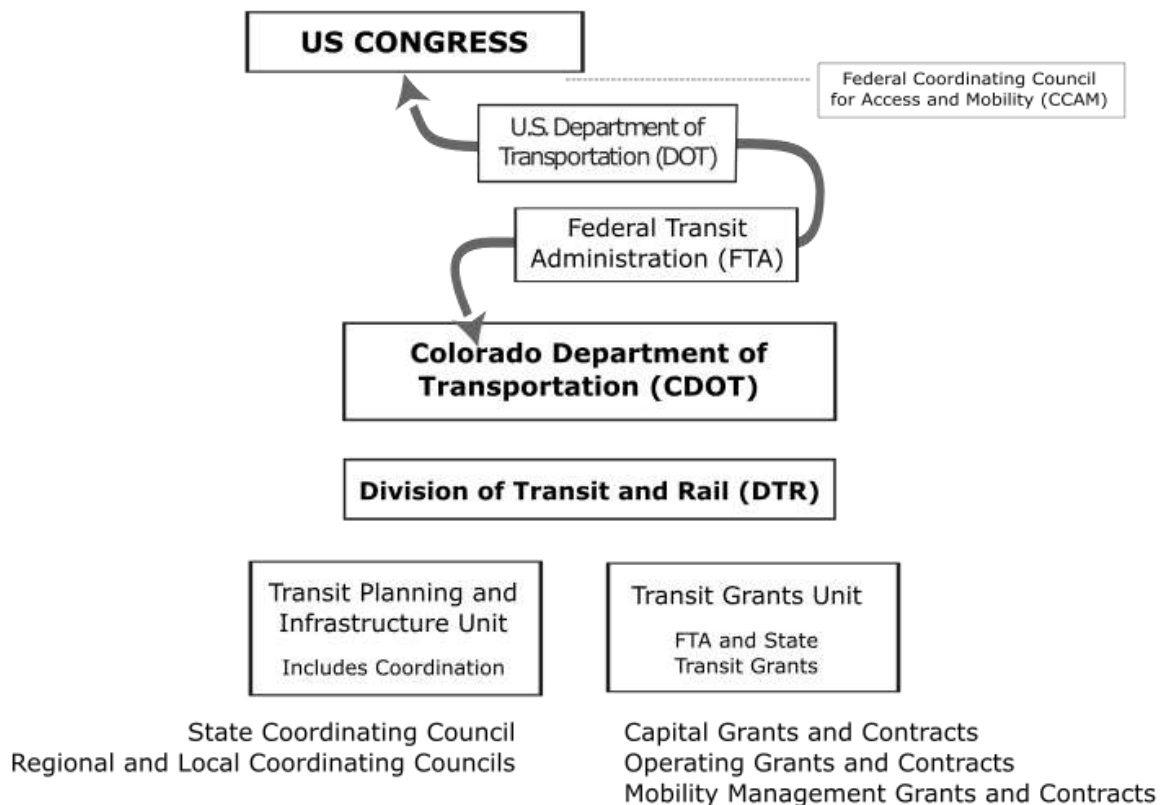 US CONGRESS
Federal Coordinating Council
for Access and Mobility (CCAM)
U.S. Department of
Transportation (DOT)
Federal Transit
Administration (FTA)
Colorado Department of
Transportation (CDOT)
Division of Transit and Rail (DTR)
Transit Planning and
Infrastructure Unit
Includes Coordination
Transit Grants Unit
FTA and State
Transit Grants
State Coordinating Council
Regional and Local Coordinating Councils
Capital Grants and Contracts
Operating Grants and Contracts
Mobility Management Grants and Contracts